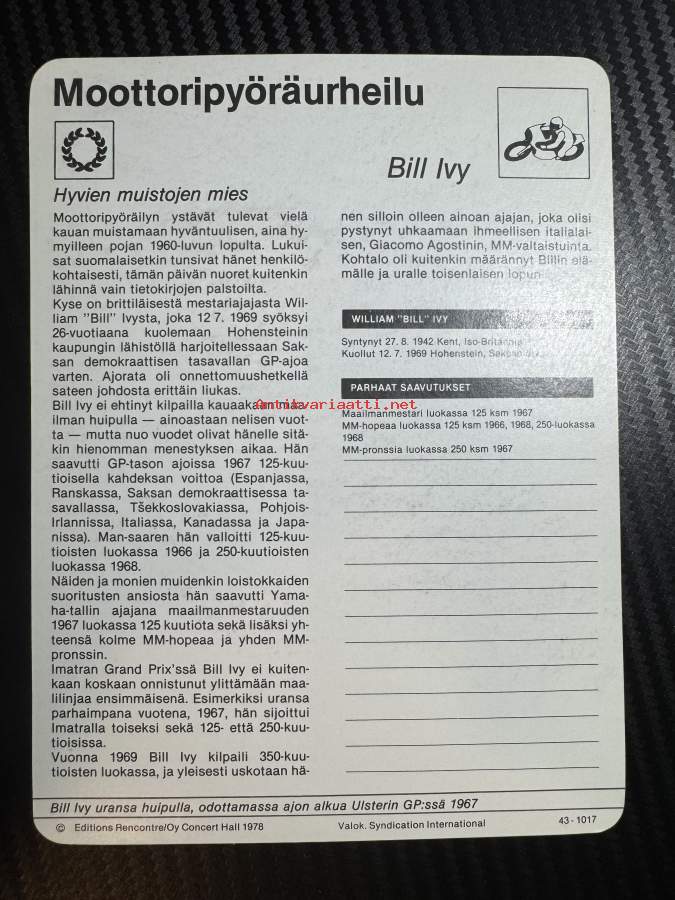 Moottoripyöräurheilu
Bill Ivy
Hyvien muistojen mies
Moottoripyöräilyn ystävät tulevat vielä
kauan muistamaan hyväntuulisen, aina hy-
myilleen pojan 1960-luvun lopulta. Lukui-
sat suomalaisetkin tunsivat hänet henkilö-
kohtaisesti, tämän päivän nuoret kuitenkin
lähinnä vain tietokirjojen palstoilta.
Kyse on brittiläisestä mestariajajasta Wil-
liam "Bill" Ivysta, joka 12 7. 1969 syöksyi
26-vuotiaana kuolemaan Hohensteinin
kaupungin lähistöllä harjoitellessaan Sak-
san demokraattisen tasavallan GP-ajoa
varten. Ajorata oli onnettomuushetkellä
sateen johdosta erittäin liukas.
Bill Ivy ei ehtinyt kilpailla kauaakaan maa-
ilman huipulla — ainoastaan nelisen vuot-
ta — mutta nuo vuodet olivat hänelle sitä-
kin hienomman menestyksen aikaa. Hän
saavutti GP-tason ajoissa 1967 125-kuu-
tioisella kahdeksan voittoa (Espanjassa,
Ranskassa, Saksan demokraattisessa ta-
savallassa, Tšekkoslovakiassa, Pohjois-
Irlannissa, Italiassa, Kanadassa ja Japa-
nissa). Man-saaren hän valloitti 125-kuu-
tioisten luokassa 1966 ja 250-kuutioisten
luokassa 1968.
Näiden ja monien muidenkin loistokkaiden
suoritusten ansiosta hän saavutti Yama-
ha-tallin ajajana maailmanmestaruuden
1967 luokassa 125 kuutiota sekä lisäksi yh-
teensä kolme MM-hopeaa ja yhden MM-
pronssin.
Imatran Grand Prix'ssä Bill Ivy ei kuiten-
kaan koskaan onnistunut ylittämään maa-
lilinjaa ensimmäisenä. Esimerkiksi uransa
parhaimpana vuotena, 1967, hän sijoittui
Imatralla toiseksi sekä 125- että 250-kuu-
tioisissa.
Vuonna 1969 Bill Ivy kilpaili 350-kuu-
tioisten luokassa, ja yleisesti uskotaan hä-
nen silloin olleen ainoan ajajan, joka olisi
pystynyt uhkaamaan ihmeellisen italialai-
sen, Giacomo Agostinin, MM-valtaistuinta.
Kohtalo oli kuitenkin määrännyt Billin elä-
mälle ja uralle toisenlaisen lopun
WILLIAM "BILL" IVY
Syntynyt 27. 8. 1942 Kent, Iso-Britannia
Kuollut 12. 7. 1969 Hohenstein, Saksan
PARHAAT SAAVUTUKSET
Maailmanmestari luokassa 125 ksm 1967
MM-hopeaa luokassa 125 ksm 1966, 1968, 250-luokassa
1968
MM-pronssia luokassa 250 ksm 1967
Antikvariaatti.net
Bill Ivy uransa huipulla, odottamassa ajon alkua Ulsterin GP:ssä 1967
© Editions Rencontre/Oy Concert Hall 1978
Valok. Syndication International
43-1017